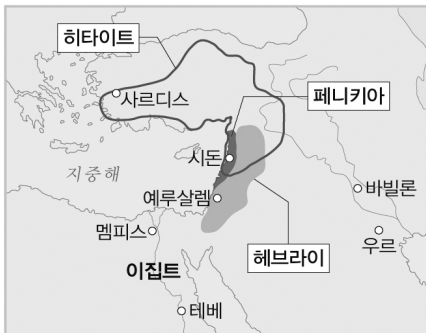 히타이트
사르디스
페니키아
시돈
지중해
바빌론
예루살렘
멤피스
우르
헤브라이
이집트
테베